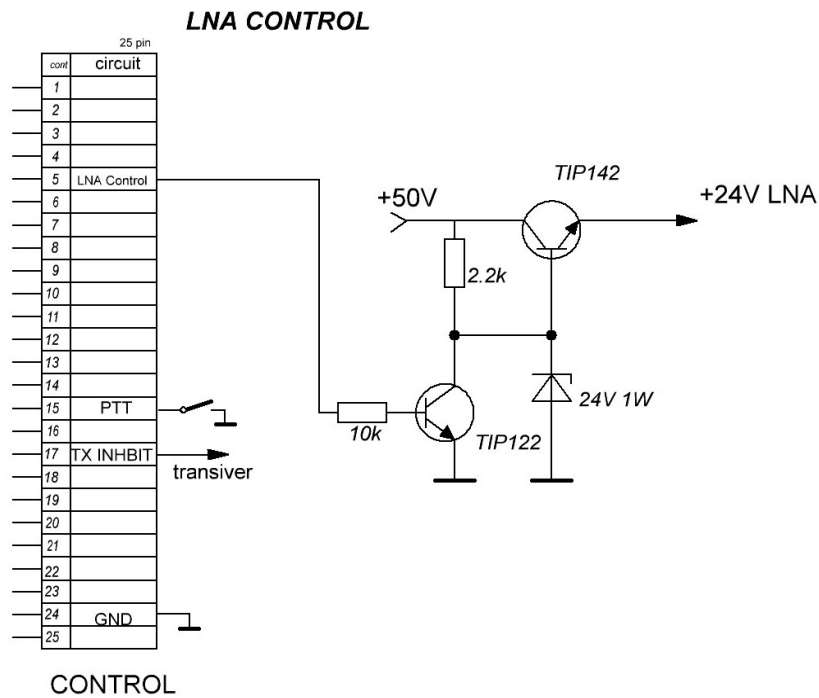 LNA CONTROL
25 pin
cont circuit
1
2
3
4
5 LNA Control
6
7
8
9
10
11
12
13
14
15 PTT
16
17 TX INHBIT
transiver
18
19
20
21
22
23
24 GND
25
CONTROL
TIP142
+50V
+24V LNA
2.2k
10k
TIP122
24V 1W